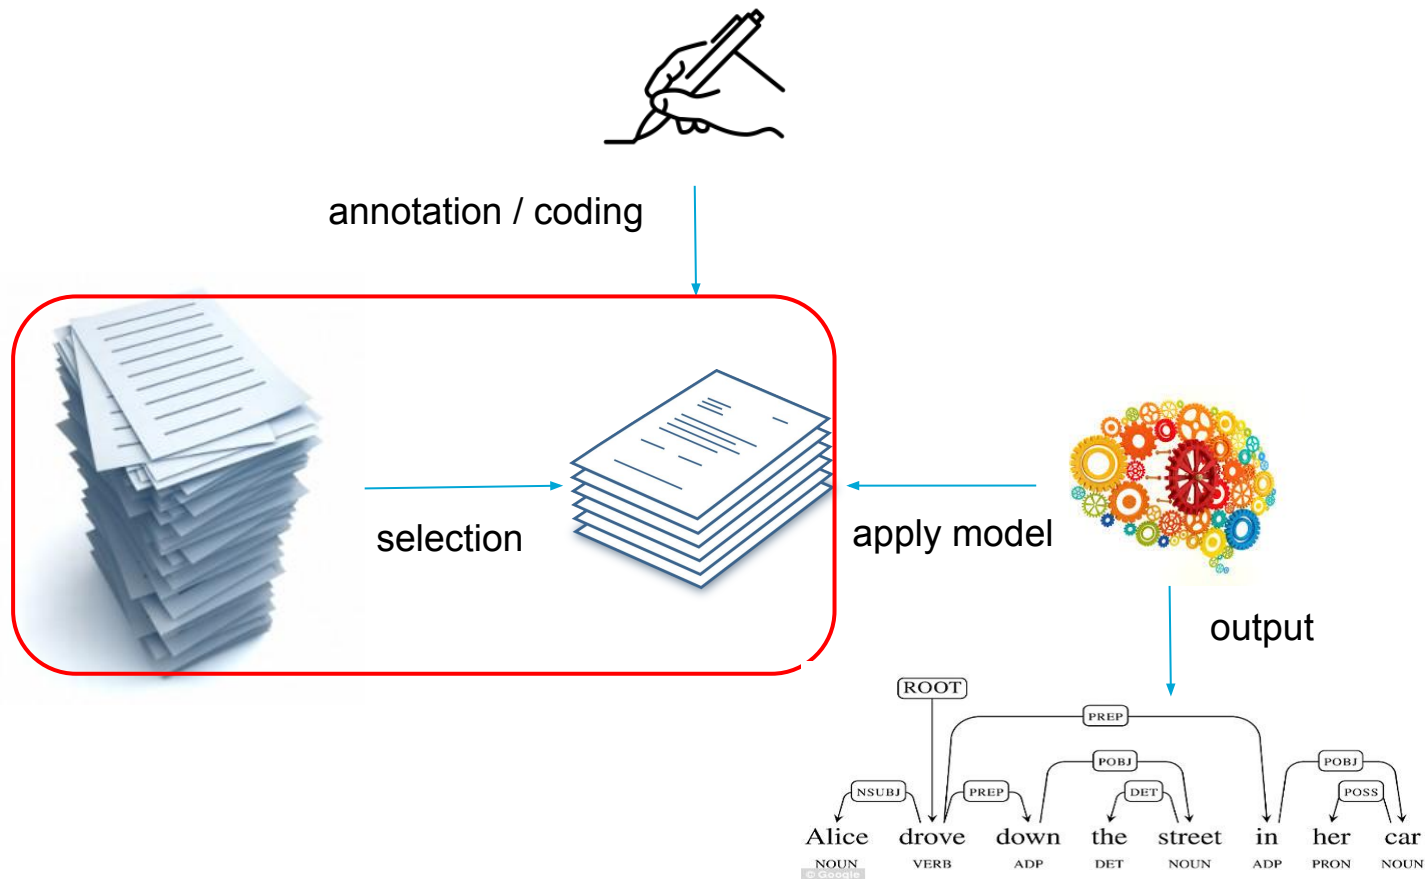 annotation / coding
selection
apply model
output
ROOT
PREP
POBJ
POBJ
NSUBJ
PREP
DET
POSS
Alice drove down the street in her car
NOUN VERB ADP DET NOUN ADP PRON NOUN
© Google